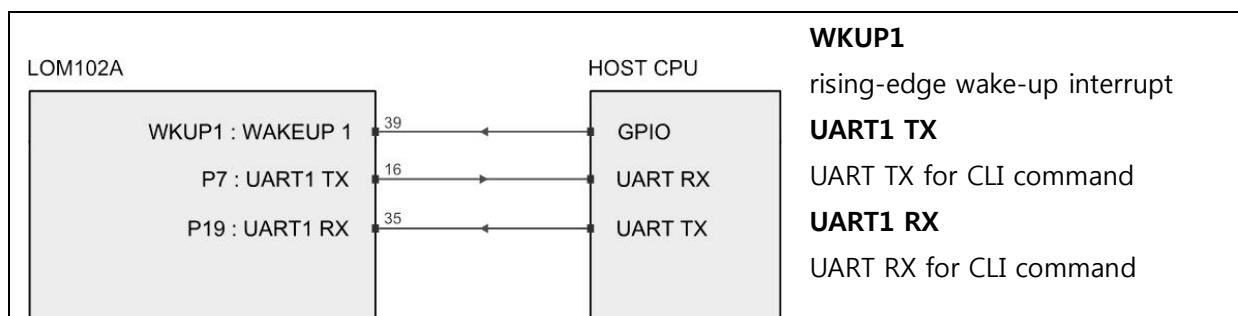 LOM102A
HOST CPU
WKUP1 : WAKEUP 1
39
GPIO
P7 : UART1 TX
16
UART RX
P19 : UART1 RX
35
UART TX
WKUP1
rising-edge wake-up interrupt
UART1 TX
UART TX for CLI command
UART1 RX
UART RX for CLI command